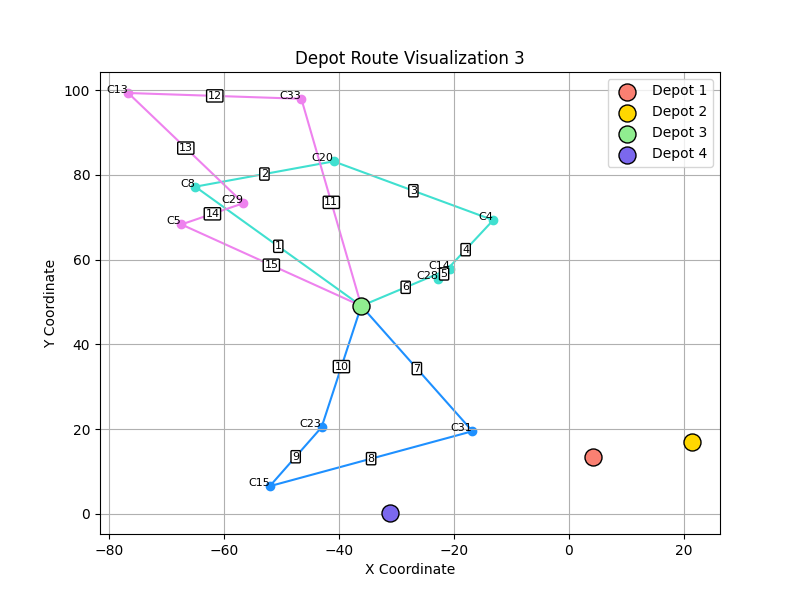 Depot Route Visualization 3
Depot 1
Depot 2
Depot 3
Depot 4
C13
12
C33
11
13
C20
C8
2
3
C29
14
C5
C4
1
4
15
C14
C28
5
6
10
7
C23
C31
9
8
C15
100
80
60
40
20
0
Y Coordinate
−80
−60
−40
−20
0
20
X Coordinate